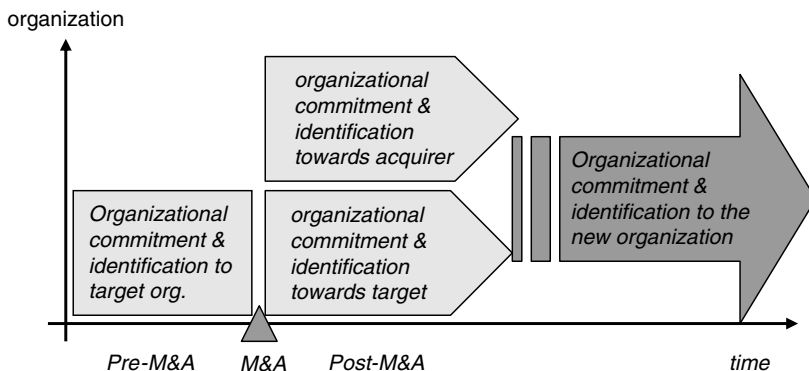 organization
organizational
commitment &
identification
towards acquirer
Organizational
commitment &
identification to
target org.
organizational
commitment &
identification
towards target
Organizational
commitment &
identification to the
new organization
Pre-M&A
M&A
Post-M&A
time